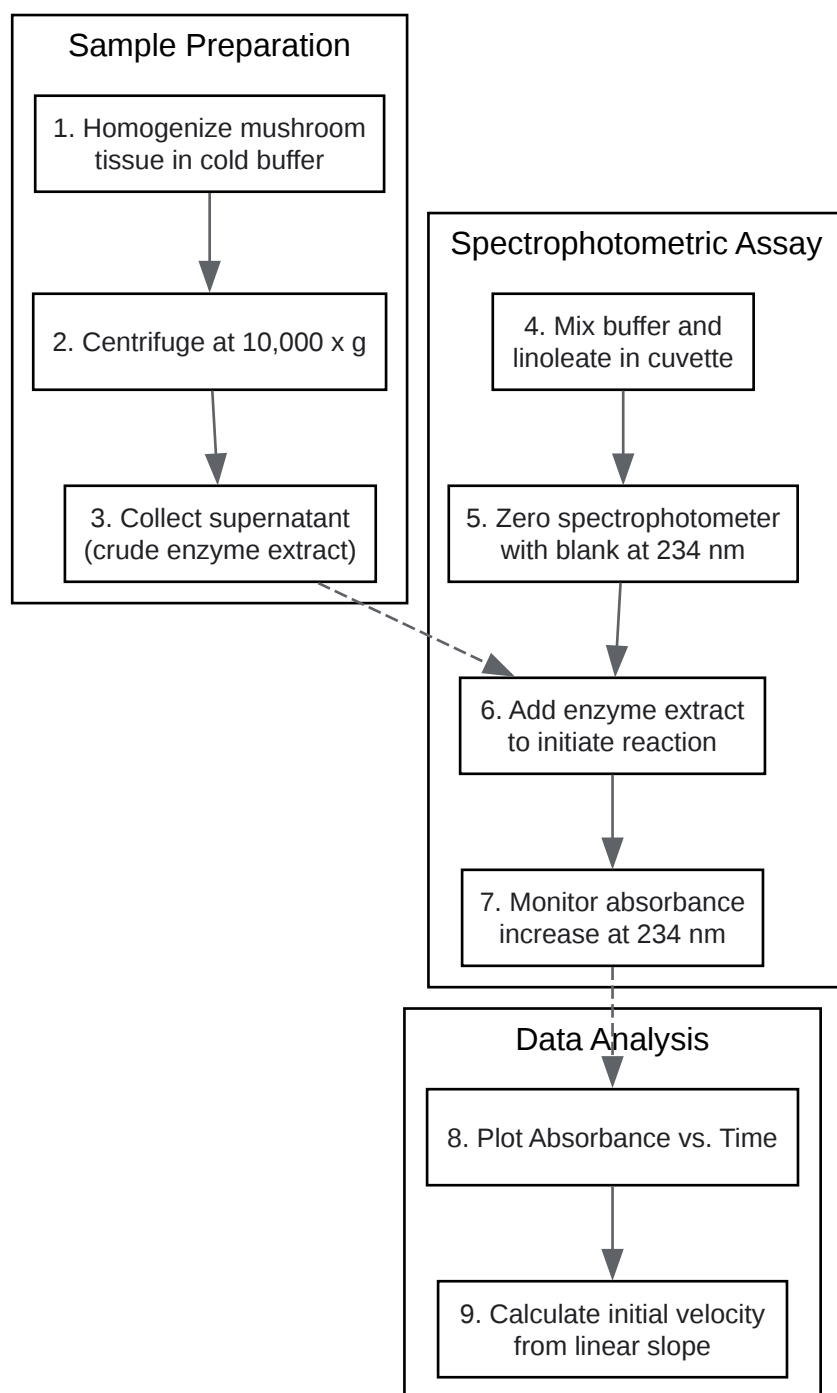 Sample Preparation
1. Homogenize mushroom
tissue in cold buffer
2. Centrifuge at 10,000 x g
3. Collect supernatant
(crude enzyme extract)
Spectrophotometric Assay
4. Mix buffer and
linoleate in cuvette
5. Zero spectrophotometer
with blank at 234 nm
6. Add enzyme extract
to initiate reaction
7. Monitor absorbance
increase at 234 nm
Data Analysis
8. Plot Absorbance vs. Time
9. Calculate initial velocity
from linear slope